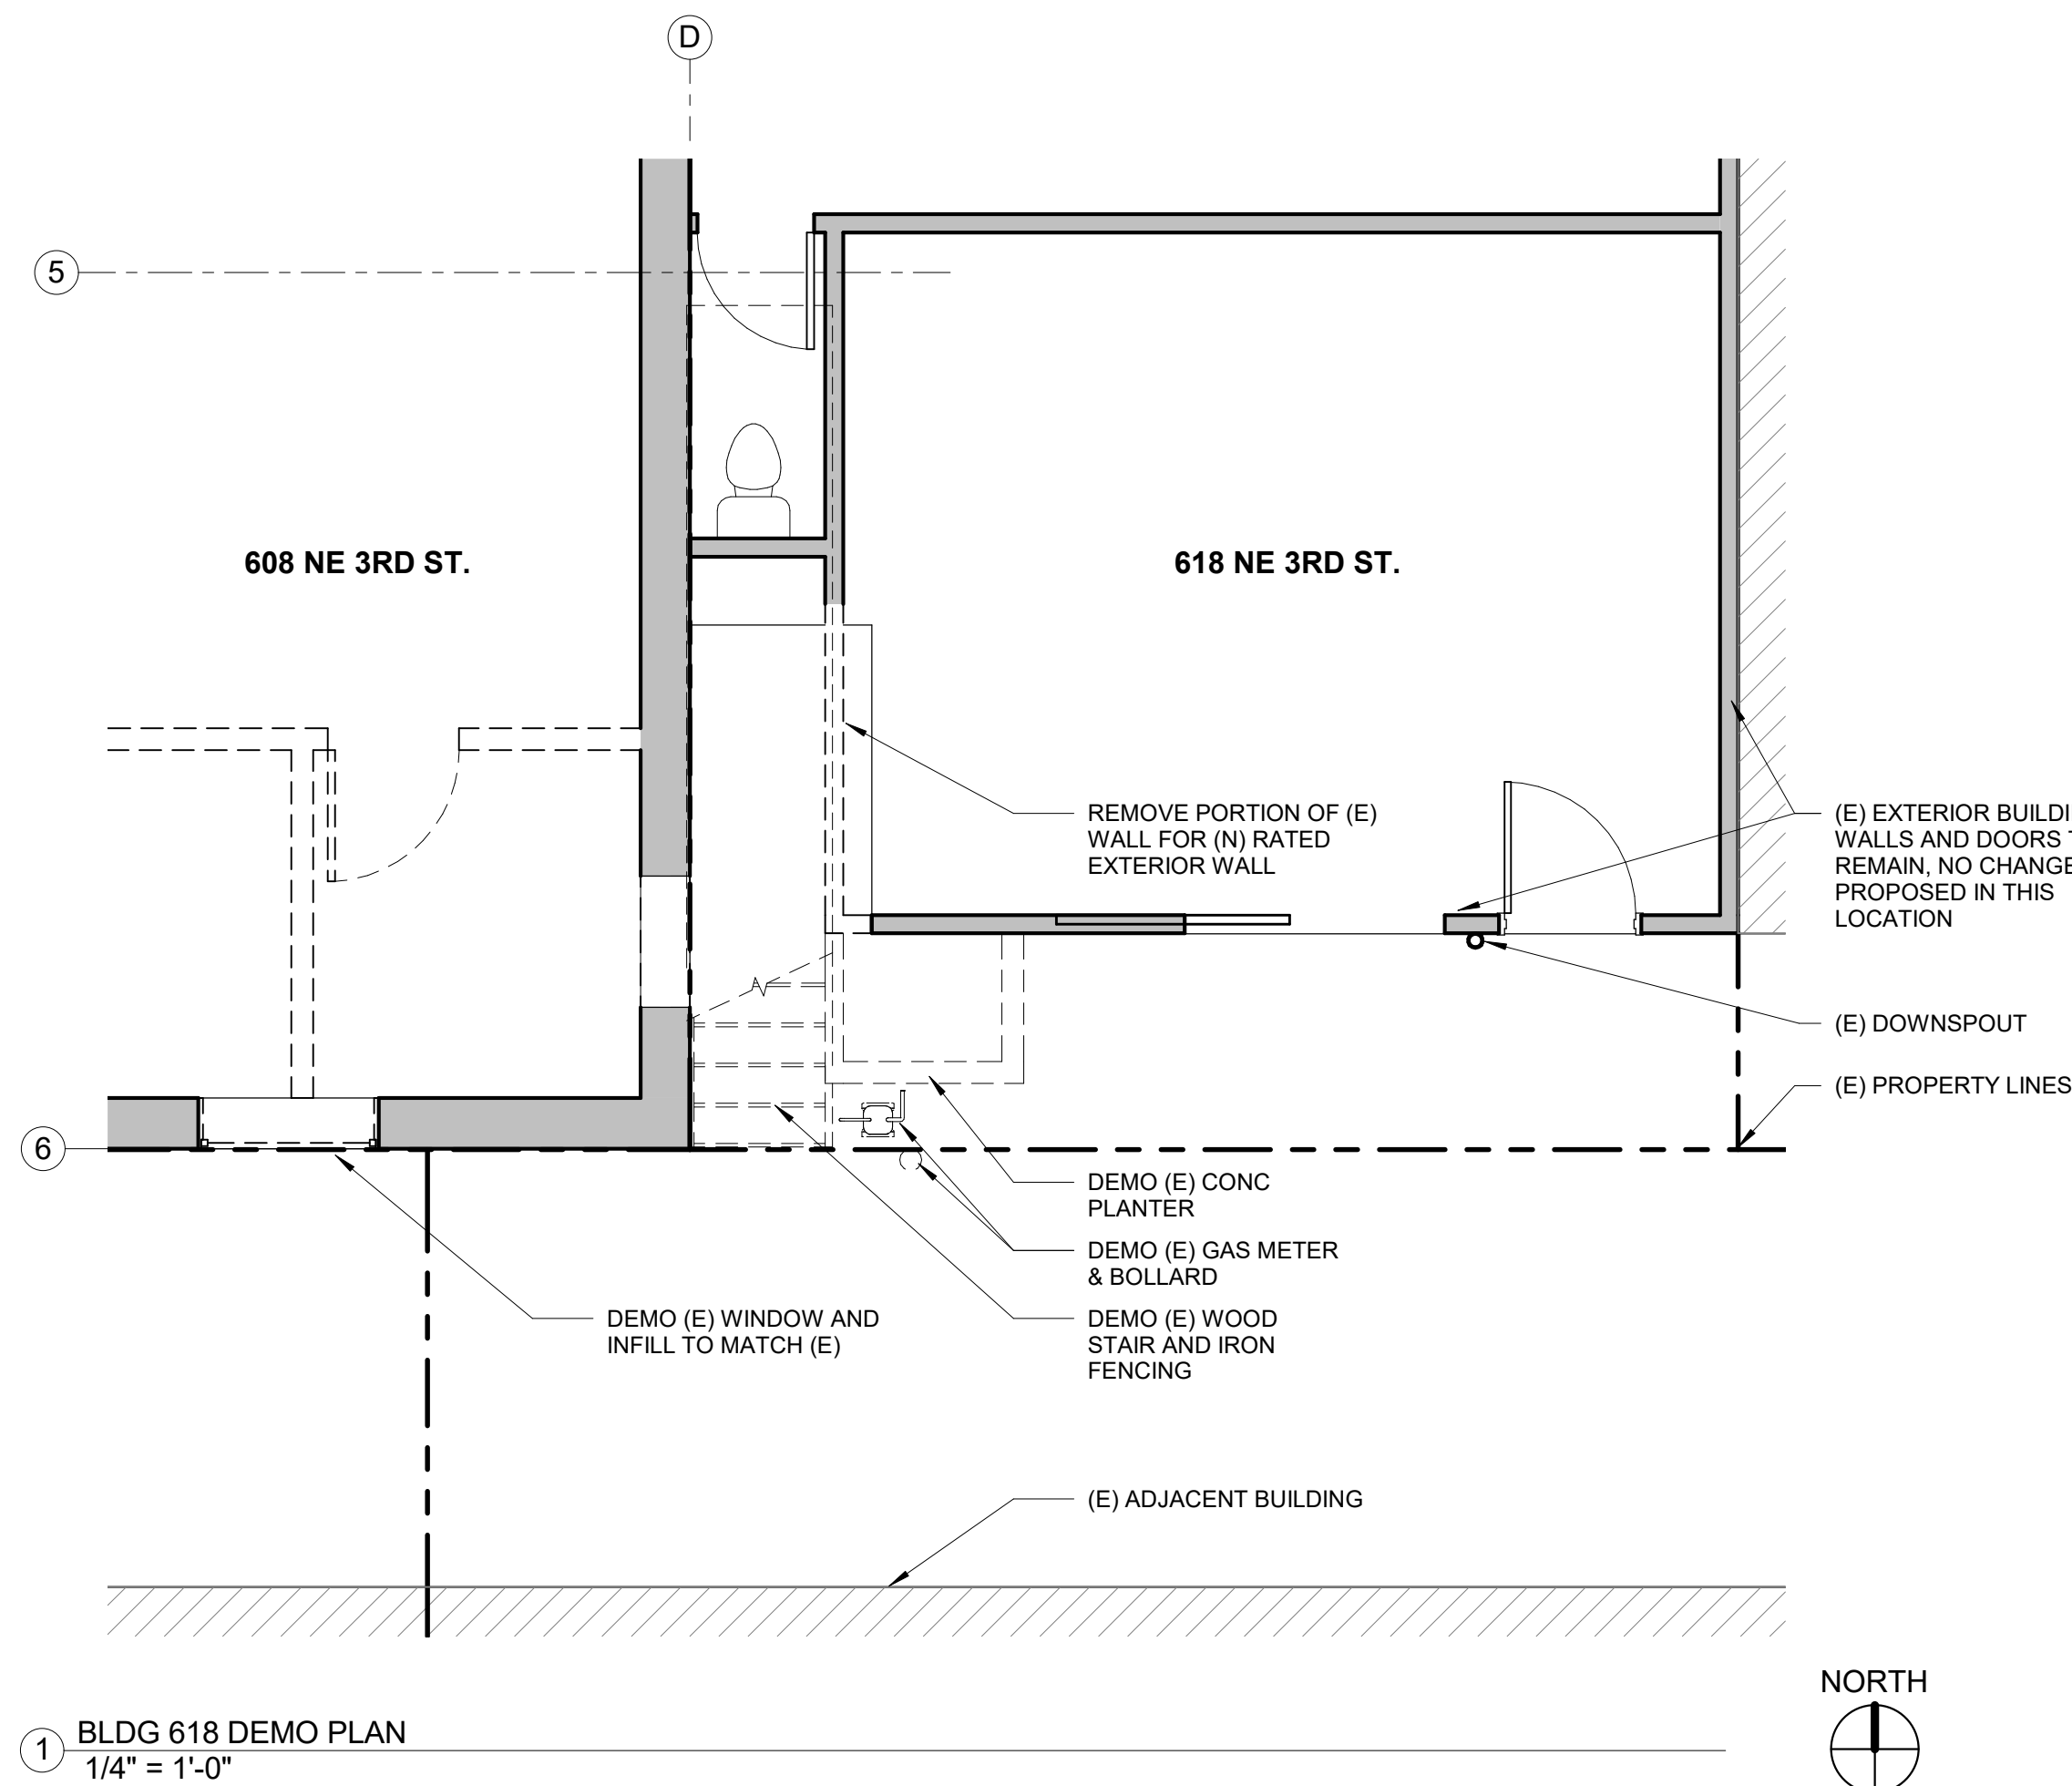 D
5
608 NE 3RD ST.
618 NE 3RD ST.
REMOVE PORTION OF (E)
WALL FOR (N) RATED
EXTERIOR WALL
(E) EXTERIOR BUILDI
WALLS AND DOORS T
REMAIN, NO CHANGE
PROPOSED IN THIS
LOCATION
(E) DOWNSPOUT
(E) PROPERTY LINES
6
DEMO (E) CONC
PLANTER
DEMO (E) GAS METER
& BOLLARD
DEMO (E) WINDOW AND
INFILL TO MATCH (E)
DEMO (E) WOOD
STAIR AND IRON
FENCING
(E) ADJACENT BUILDING
NORTH
1
BLDG 618 DEMO PLAN
1/4" = 1'-0"